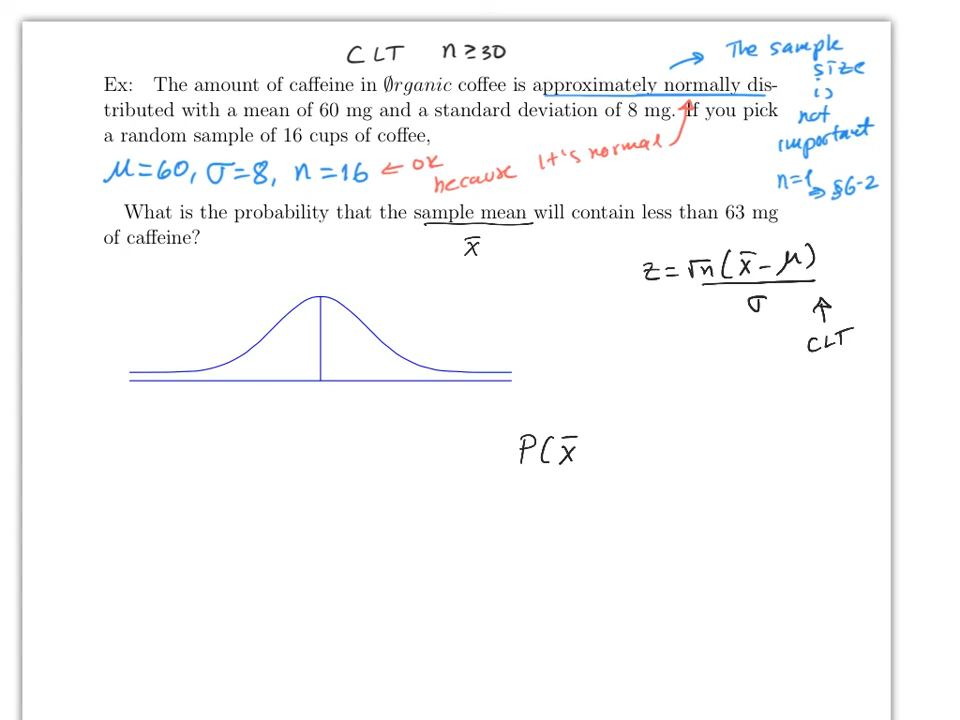 CLT n ≥ 30
The sample
size
is
not
important
n=1 → §6-2
Ex: The amount of caffeine in ∅rganic coffee is approximately normally dis-
tributed with a mean of 60 mg and a standard deviation of 8 mg. If you pick
a random sample of 16 cups of coffee,
μ=60, σ=8, n=16 ← ok because it's normal
What is the probability that the sample mean will contain less than 63 mg
of caffeine?
x̄
z = √n (x̄ - μ)
σ
↑
CLT
P(x̄